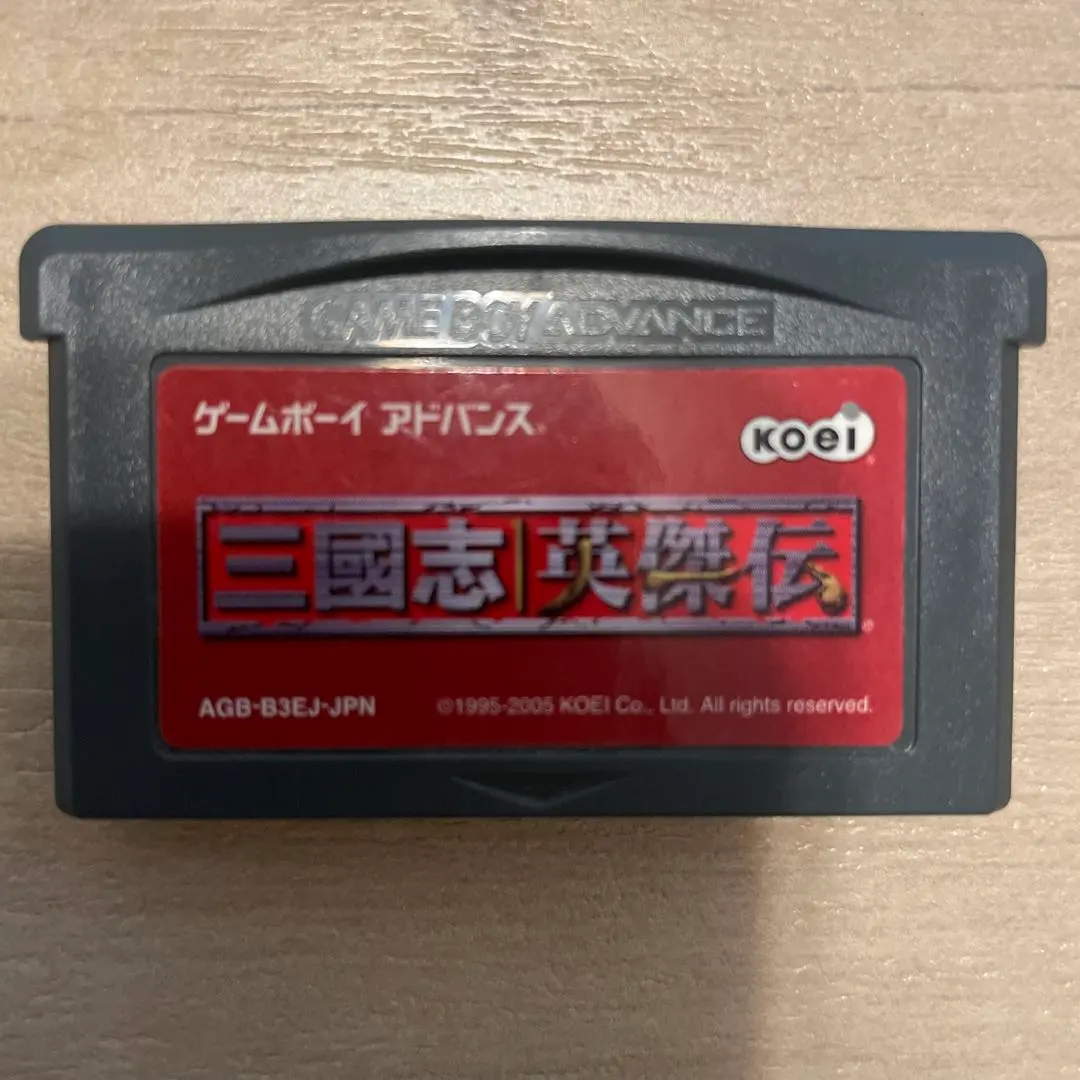 GAME BOY ADVANCE
ゲームボーイ アドバンス
KOEI
三國志 英傑伝
AGB-B3EJ-JPN
©1995-2005 KOEI Co., Ltd. All rights reserved.